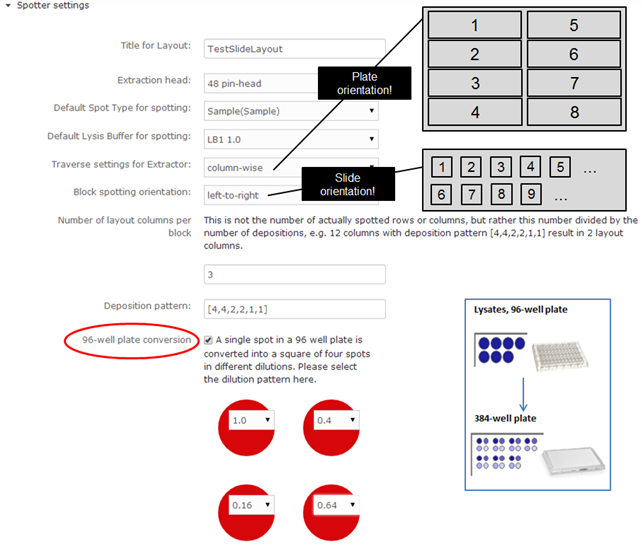 Spotter settings
Title for Layout:
TestSlideLayout
Extraction head:
48 pin-head
Default Spot Type for spotting:
Sample(Sample)
Default Lysis Buffer for spotting:
LB1 1.0
Traverse settings for Extractor:
column-wise
Block spotting orientation:
left-to-right
Plate
orientation!
Slide
orientation!
1 5
2 6
3 7
4 8
1 2 3 4 5 ...
6 7 8 9 ...
Number of layout columns per
block
This is not the number of actually spotted rows or columns, but rather this number divided by the
number of depositions, e.g. 12 columns with deposition pattern [4,4,2,2,1,1] result in 2 layout
columns.
3
Deposition pattern:
[4,4,2,2,1,1]
96-well plate conversion
A single spot in a 96 well plate is
converted into a square of four spots
in different dilutions. Please select
the dilution pattern here.
1.0 0.4
0.16 0.64
Lysates, 96-well plate
384-well plate